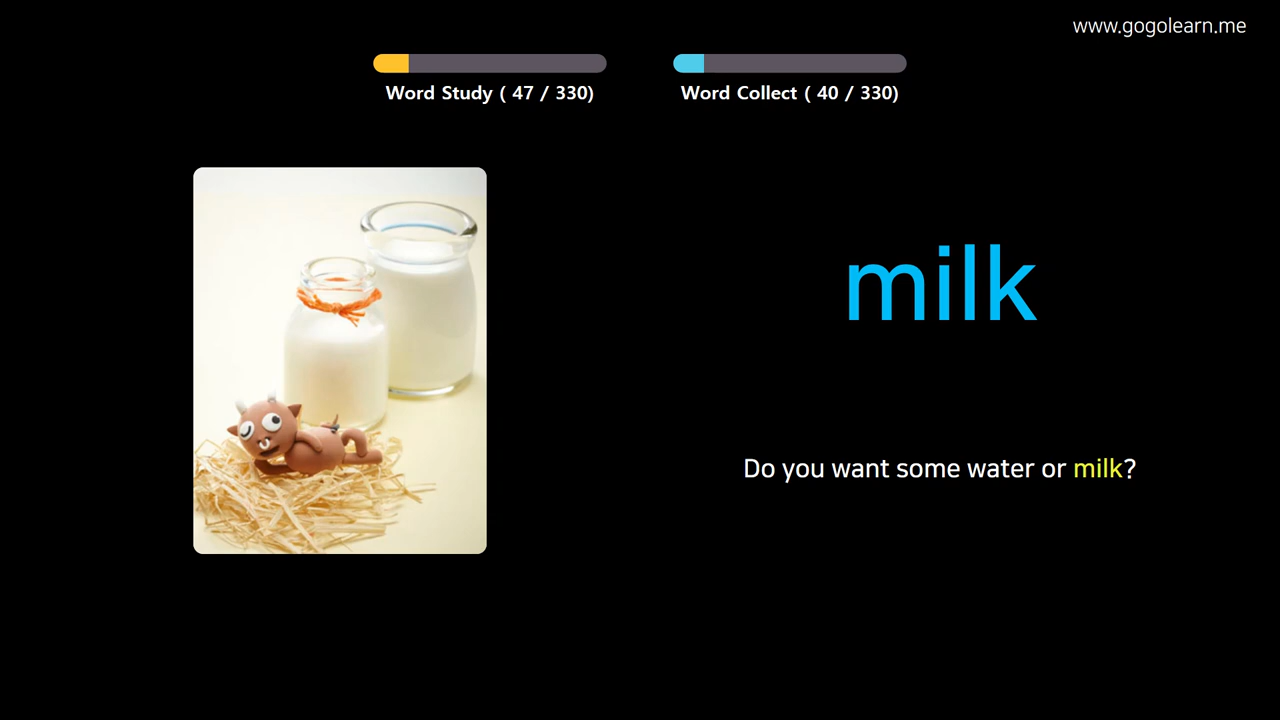 www.gogolearn.me
Word Study ( 47 / 330)
Word Collect ( 40 / 330)
milk
Do you want some water or milk?